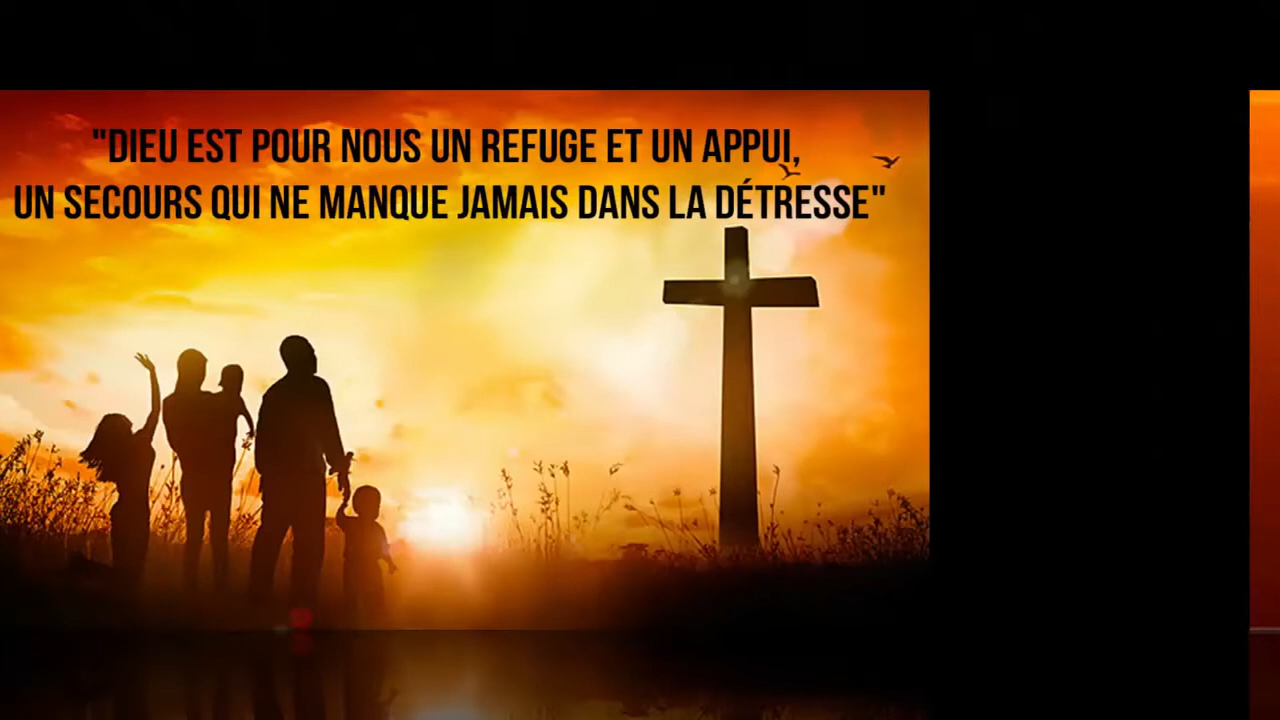 "DIEU EST POUR NOUS UN REFUGE ET UN APPUI,
UN SECOURS QUI NE MANQUE JAMAIS DANS LA DÉTRESSE"